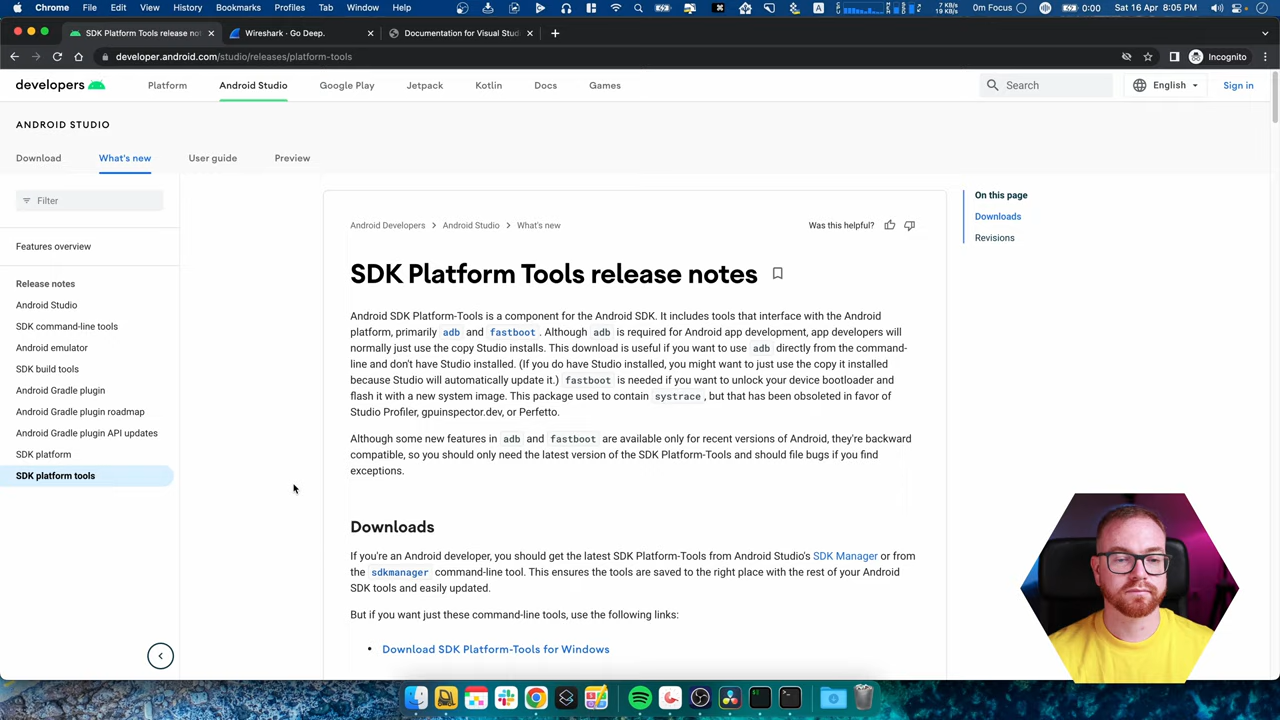 Chrome File Edit View History Bookmarks Profiles Tab Window Help
7 KB/s 0m Focus 0:00 Sat 16 Apr 8:05 PM
SDK Platform Tools release no
Wireshark · Go Deep.
Documentation for Visual Stud
developer.android.com/studio/releases/platform-tools
Incognito
developers
Platform
Android Studio
Google Play
Jetpack
Kotlin
Docs
Games
Search
English
Sign in
ANDROID STUDIO
Download
What's new
User guide
Preview
Filter
Features overview
Release notes
Android Studio
SDK command-line tools
Android emulator
SDK build tools
Android Gradle plugin
Android Gradle plugin roadmap
Android Gradle plugin API updates
SDK platform
SDK platform tools
Android Developers > Android Studio > What's new
Was this helpful?
SDK Platform Tools release notes
Android SDK Platform-Tools is a component for the Android SDK. It includes tools that interface with the Android
platform, primarily adb and fastboot. Although adb is required for Android app development, app developers will
normally just use the copy Studio installs. This download is useful if you want to use adb directly from the command-
line and don't have Studio installed. (If you do have Studio installed, you might want to just use the copy it installed
because Studio will automatically update it.) fastboot is needed if you want to unlock your device bootloader and
flash it with a new system image. This package used to contain systrace, but that has been obsoleted in favor of
Studio Profiler, gpuinspector.dev, or Perfetto.
Although some new features in adb and fastboot are available only for recent versions of Android, they're backward
compatible, so you should only need the latest version of the SDK Platform-Tools and should file bugs if you find
exceptions.
Downloads
If you're an Android developer, you should get the latest SDK Platform-Tools from Android Studio's SDK Manager or from
the sdkmanager command-line tool. This ensures the tools are saved to the right place with the rest of your Android
SDK tools and easily updated.
But if you want just these command-line tools, use the following links:
• Download SDK Platform-Tools for Windows
On this page
Downloads
Revisions